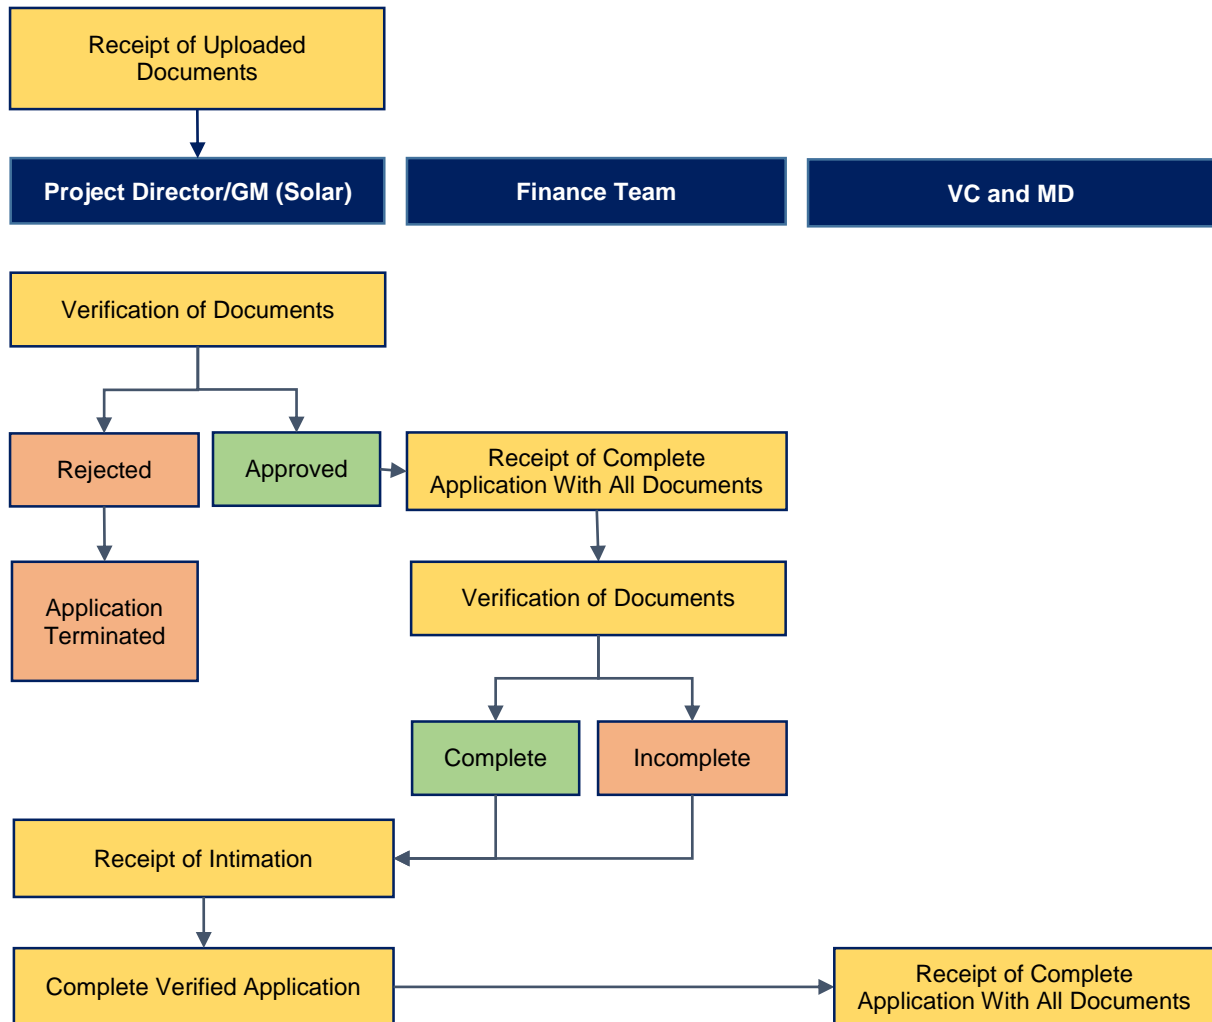 Receipt of Uploaded
Documents
Project Director/GM (Solar)
Finance Team
VC and MD
Verification of Documents
Rejected
Approved
Receipt of Complete
Application With All Documents
Application
Terminated
Verification of Documents
Complete
Incomplete
Receipt of Intimation
Complete Verified Application
Receipt of Complete
Application With All Documents